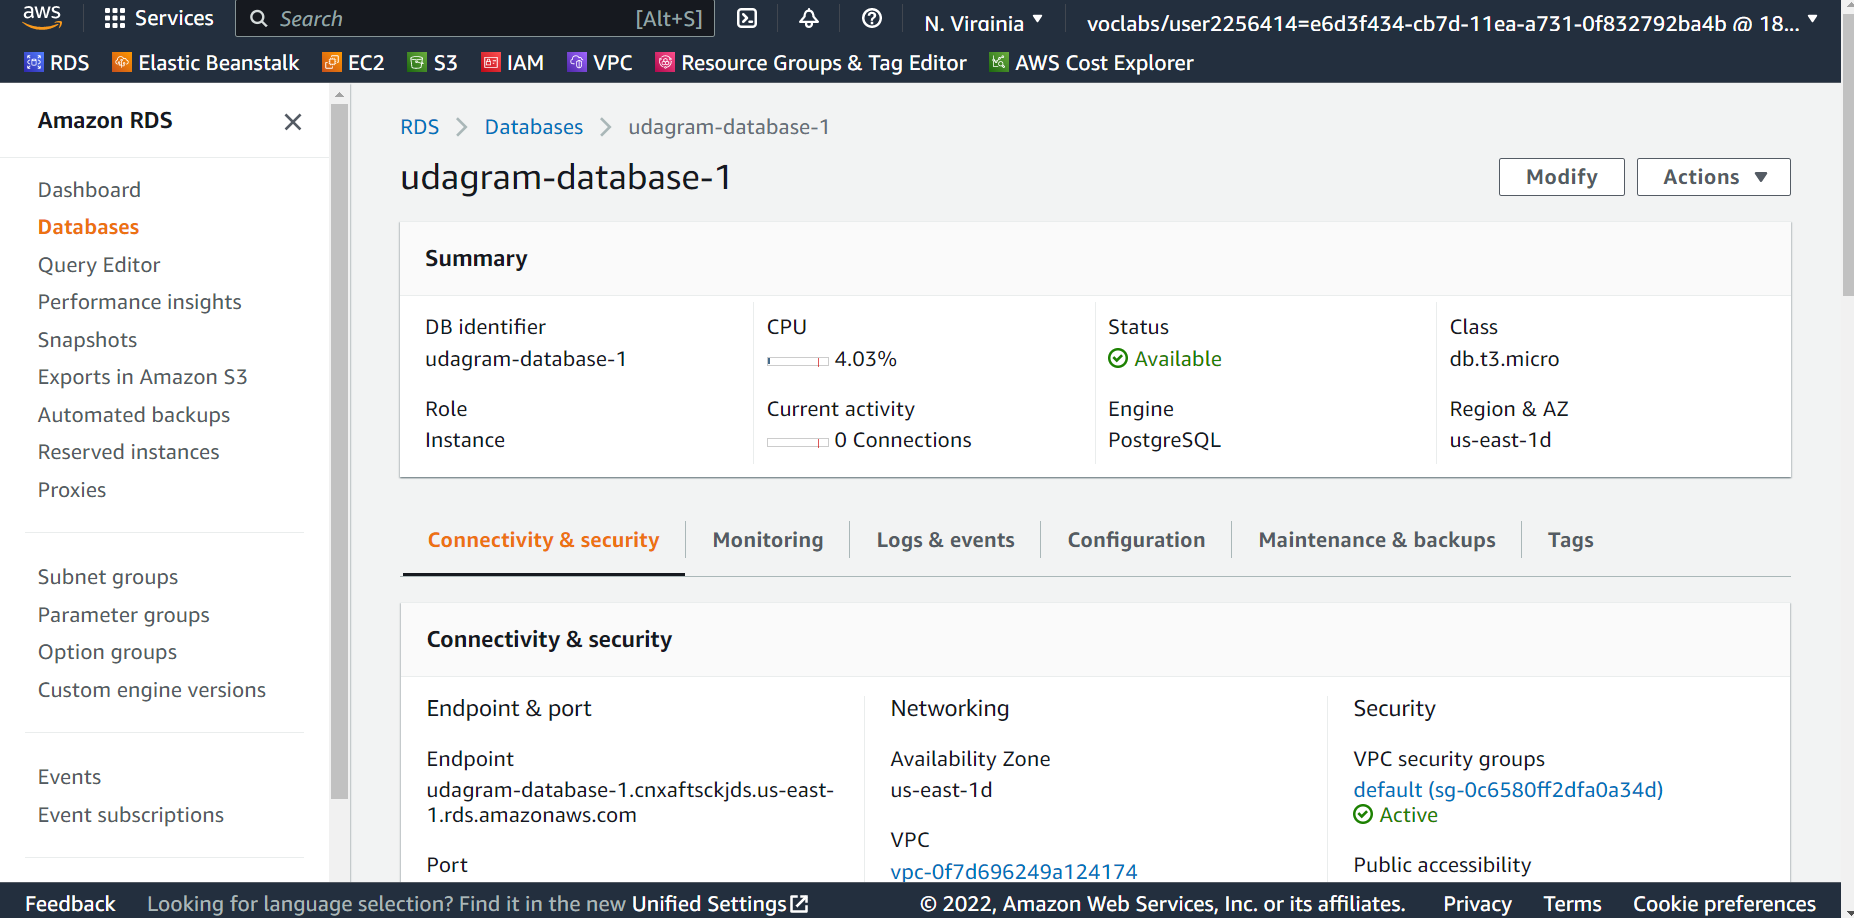 aws
Services
Search [Alt+S]
N. Virginia
voclabs/user2256414=e6d3f434-cb7d-11ea-a731-0f832792ba4b @ 18...
RDS Elastic Beanstalk EC2 S3 IAM VPC Resource Groups & Tag Editor AWS Cost Explorer
Amazon RDS
Dashboard
Databases
Query Editor
Performance insights
Snapshots
Exports in Amazon S3
Automated backups
Reserved instances
Proxies
Subnet groups
Parameter groups
Option groups
Custom engine versions
Events
Event subscriptions
RDS Databases udagram-database-1
udagram-database-1
Modify Actions
Summary
DB identifier
udagram-database-1
CPU
4.03%
Status
Available
Class
db.t3.micro
Role
Instance
Current activity
0 Connections
Engine
PostgreSQL
Region & AZ
us-east-1d
Connectivity & security Monitoring Logs & events Configuration Maintenance & backups Tags
Connectivity & security
Endpoint & port
Endpoint
udagram-database-1.cnxaftsckjds.us-east-
1.rds.amazonaws.com
Port
Networking
Availability Zone
us-east-1d
VPC
vpc-0f7d696249a124174
Security
VPC security groups
default (sg-0c6580ff2dfa0a34d)
Active
Public accessibility
Feedback Looking for language selection? Find it in the new Unified Settings © 2022, Amazon Web Services, Inc. or its affiliates. Privacy Terms Cookie preferences